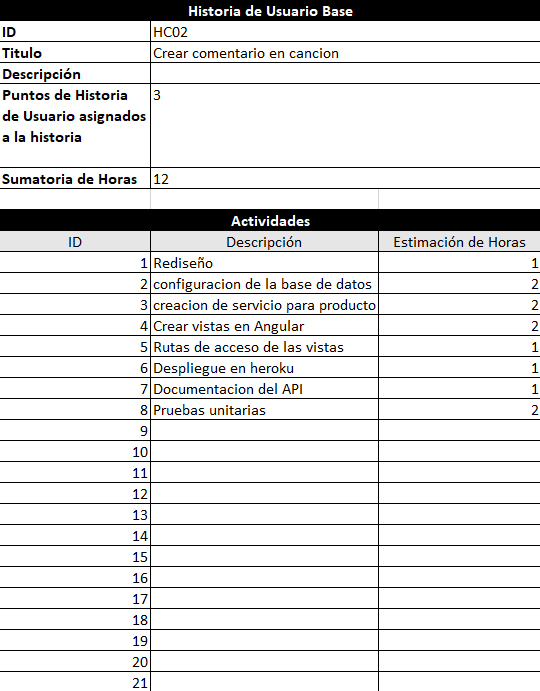 Historia de Usuario Base
ID HC02
Titulo Crear comentario en cancion
Descripción
Puntos de Historia 3
de Usuario asignados
a la historia
Sumatoria de Horas 12
Actividades
ID Descripción Estimación de Horas
1 Rediseño 1
2 configuracion de la base de datos 2
3 creacion de servicio para producto 2
4 Crear vistas en Angular 2
5 Rutas de acceso de las vistas 1
6 Despliegue en heroku 1
7 Documentacion del API 1
8 Pruebas unitarias 2
9
10
11
12
13
14
15
16
17
18
19
20
21